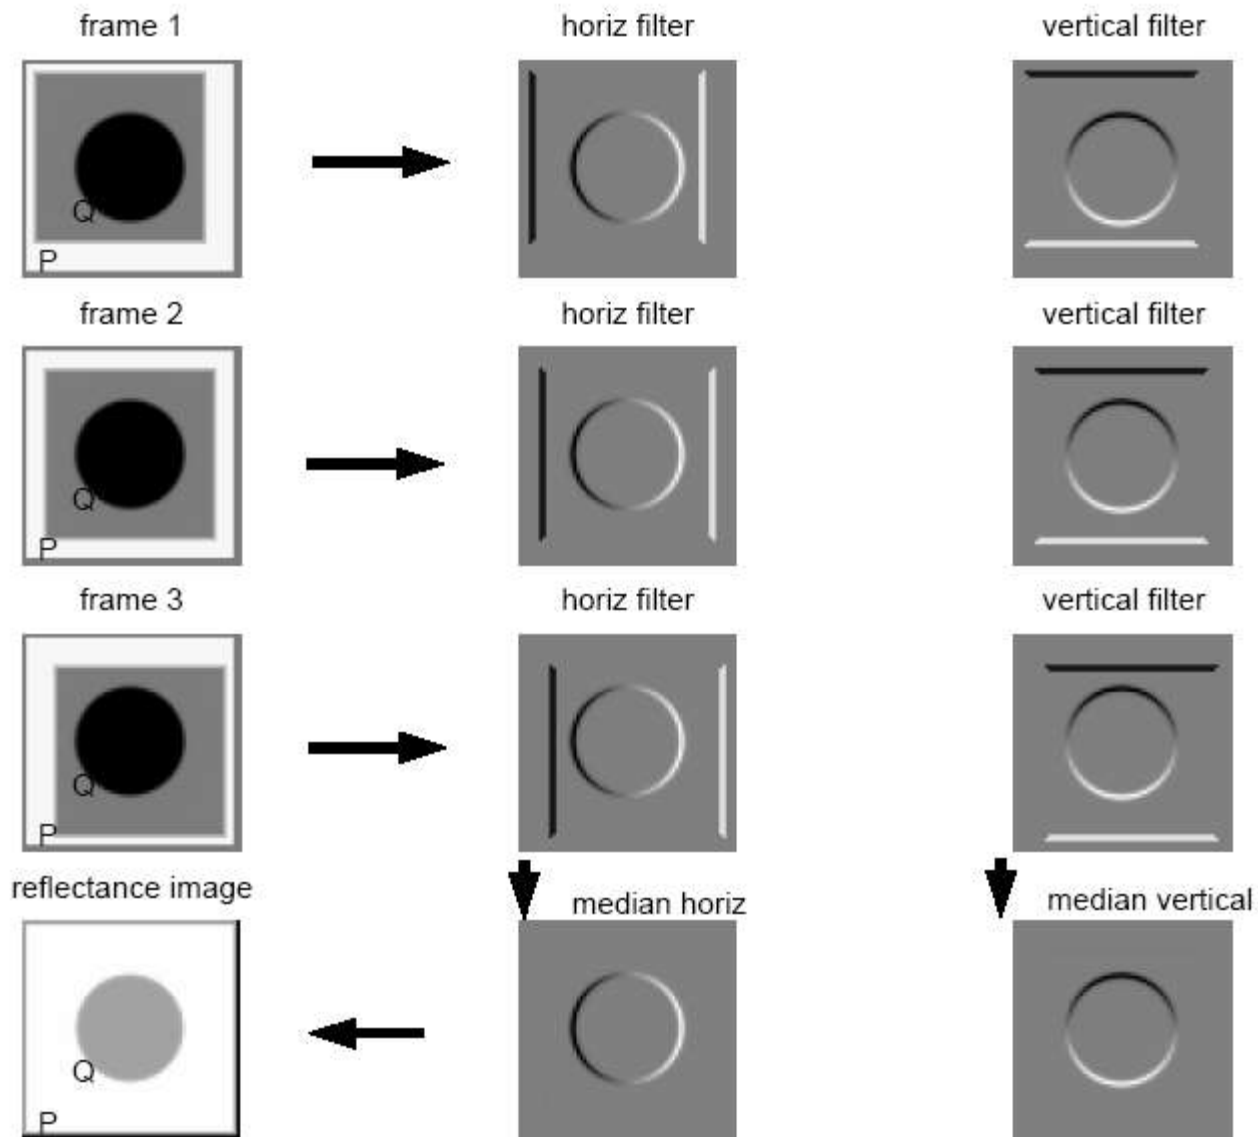 frame 1 horiz filter vertical filter
Q
P
frame 2 horiz filter vertical filter
Q
P
frame 3 horiz filter vertical filter
Q
P
reflectance image median horiz median vertical
Q
P